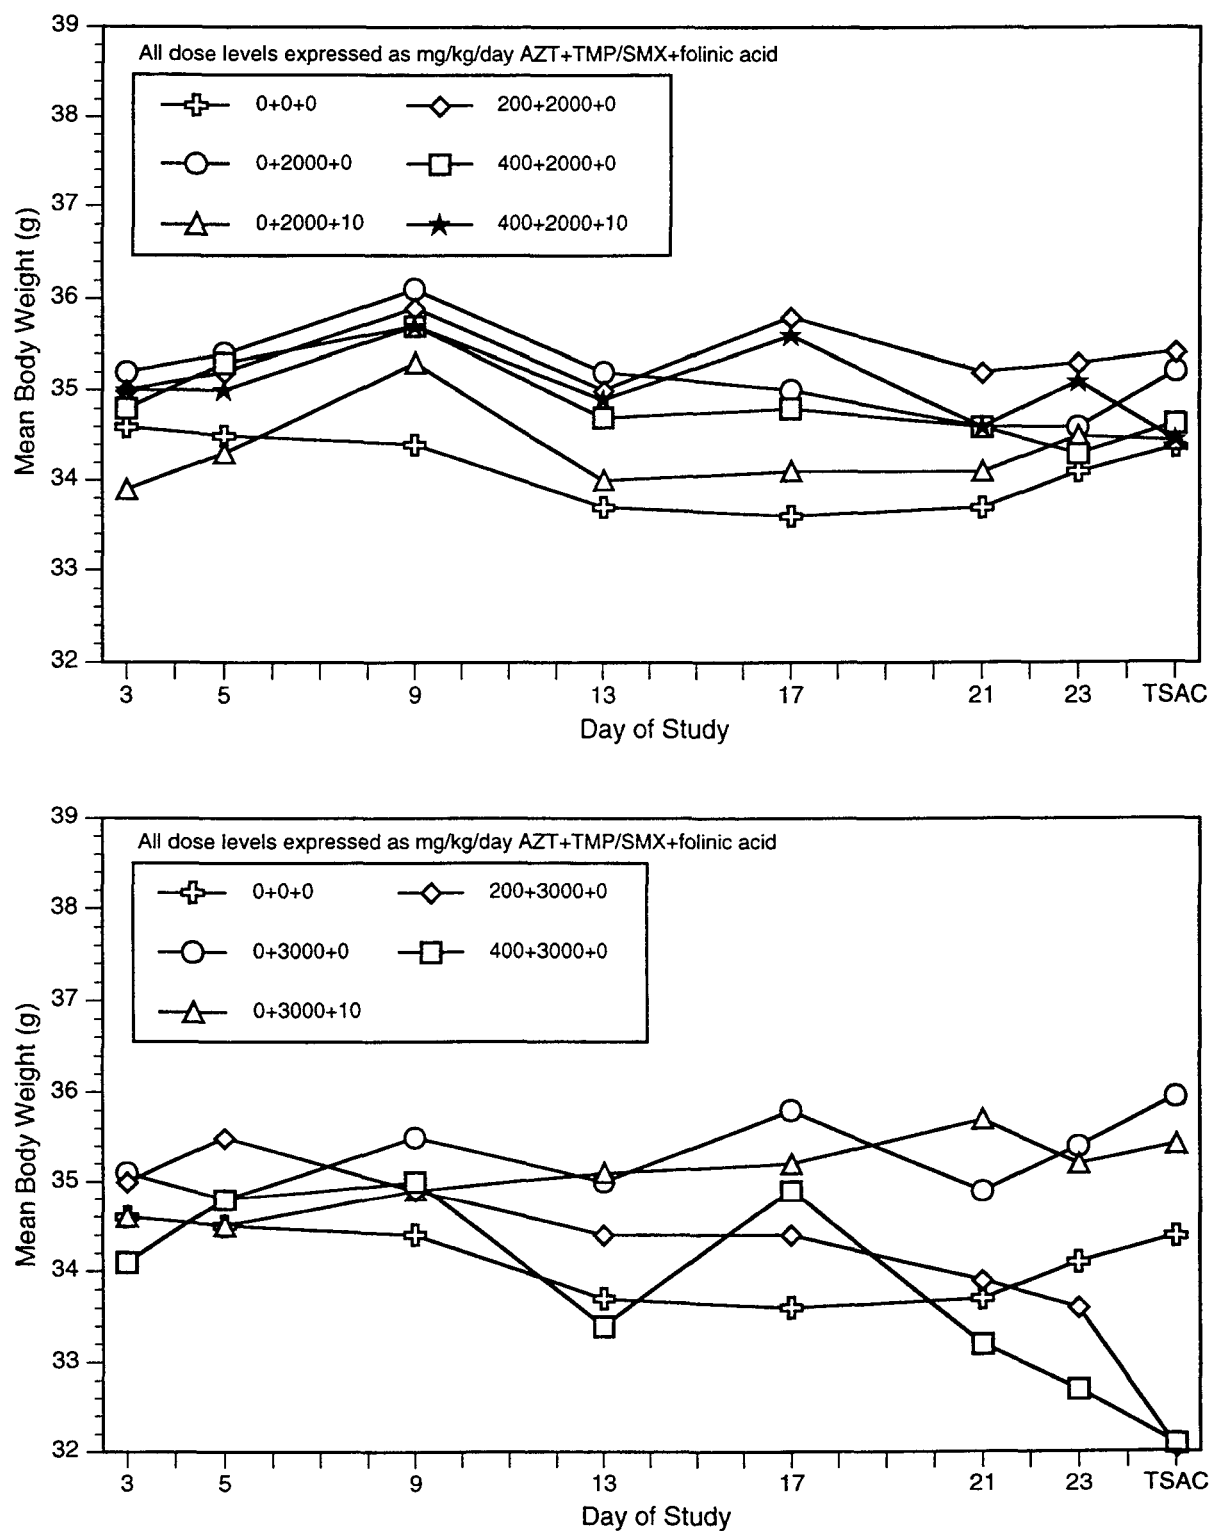 39
All dose levels expressed as mg/kg/day AZT+TMP/SMX+folinic acid
0+0+0 200+2000+0
38
0+2000+0 400+2000+0
37
0+2000+10 400+2000+10
Mean Body Weight (g)
36
35
34
33
32
3 5 9 13 17 21 23 TSAC
Day of Study
39
All dose levels expressed as mg/kg/day AZT+TMP/SMX+folinic acid
0+0+0 200+3000+0
38
0+3000+0 400+3000+0
37
0+3000+10
Mean Body Weight (g)
36
35
34
33
32
3 5 9 13 17 21 23 TSAC
Day of Study